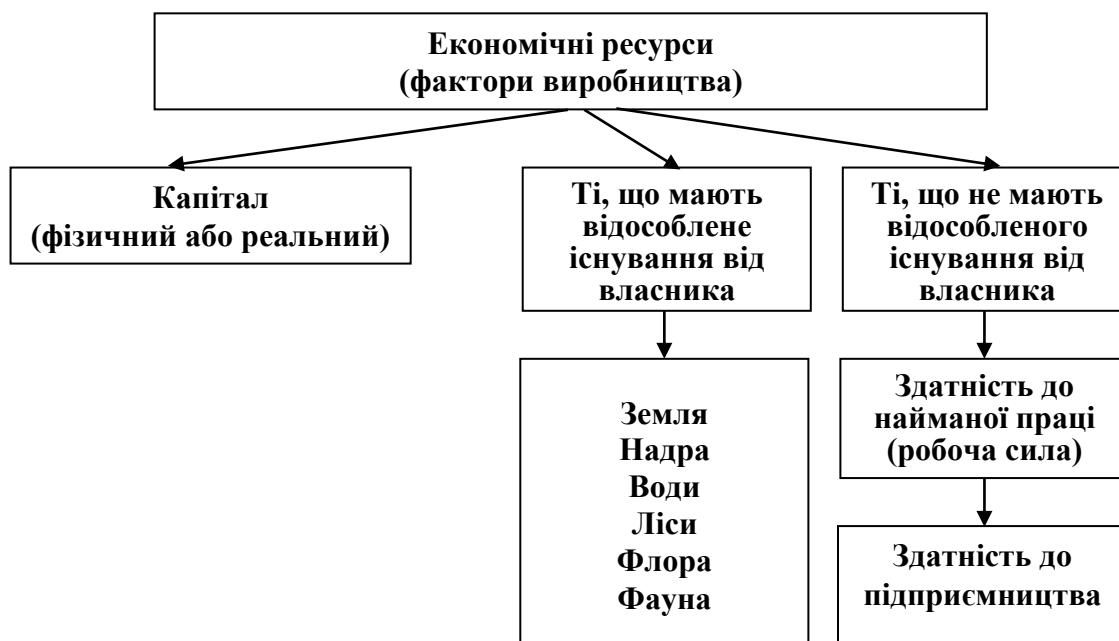 Економічні ресурси
(фактори виробництва)
Капітал
(фізичний або реальний)
Ті, що мають
відособлене
існування від
власника
Ті, що не мають
відособленого
існування від
власника
Земля
Надра
Води
Ліси
Флора
Фауна
Здатність до
найманої праці
(робоча сила)
Здатність до
підприємництва